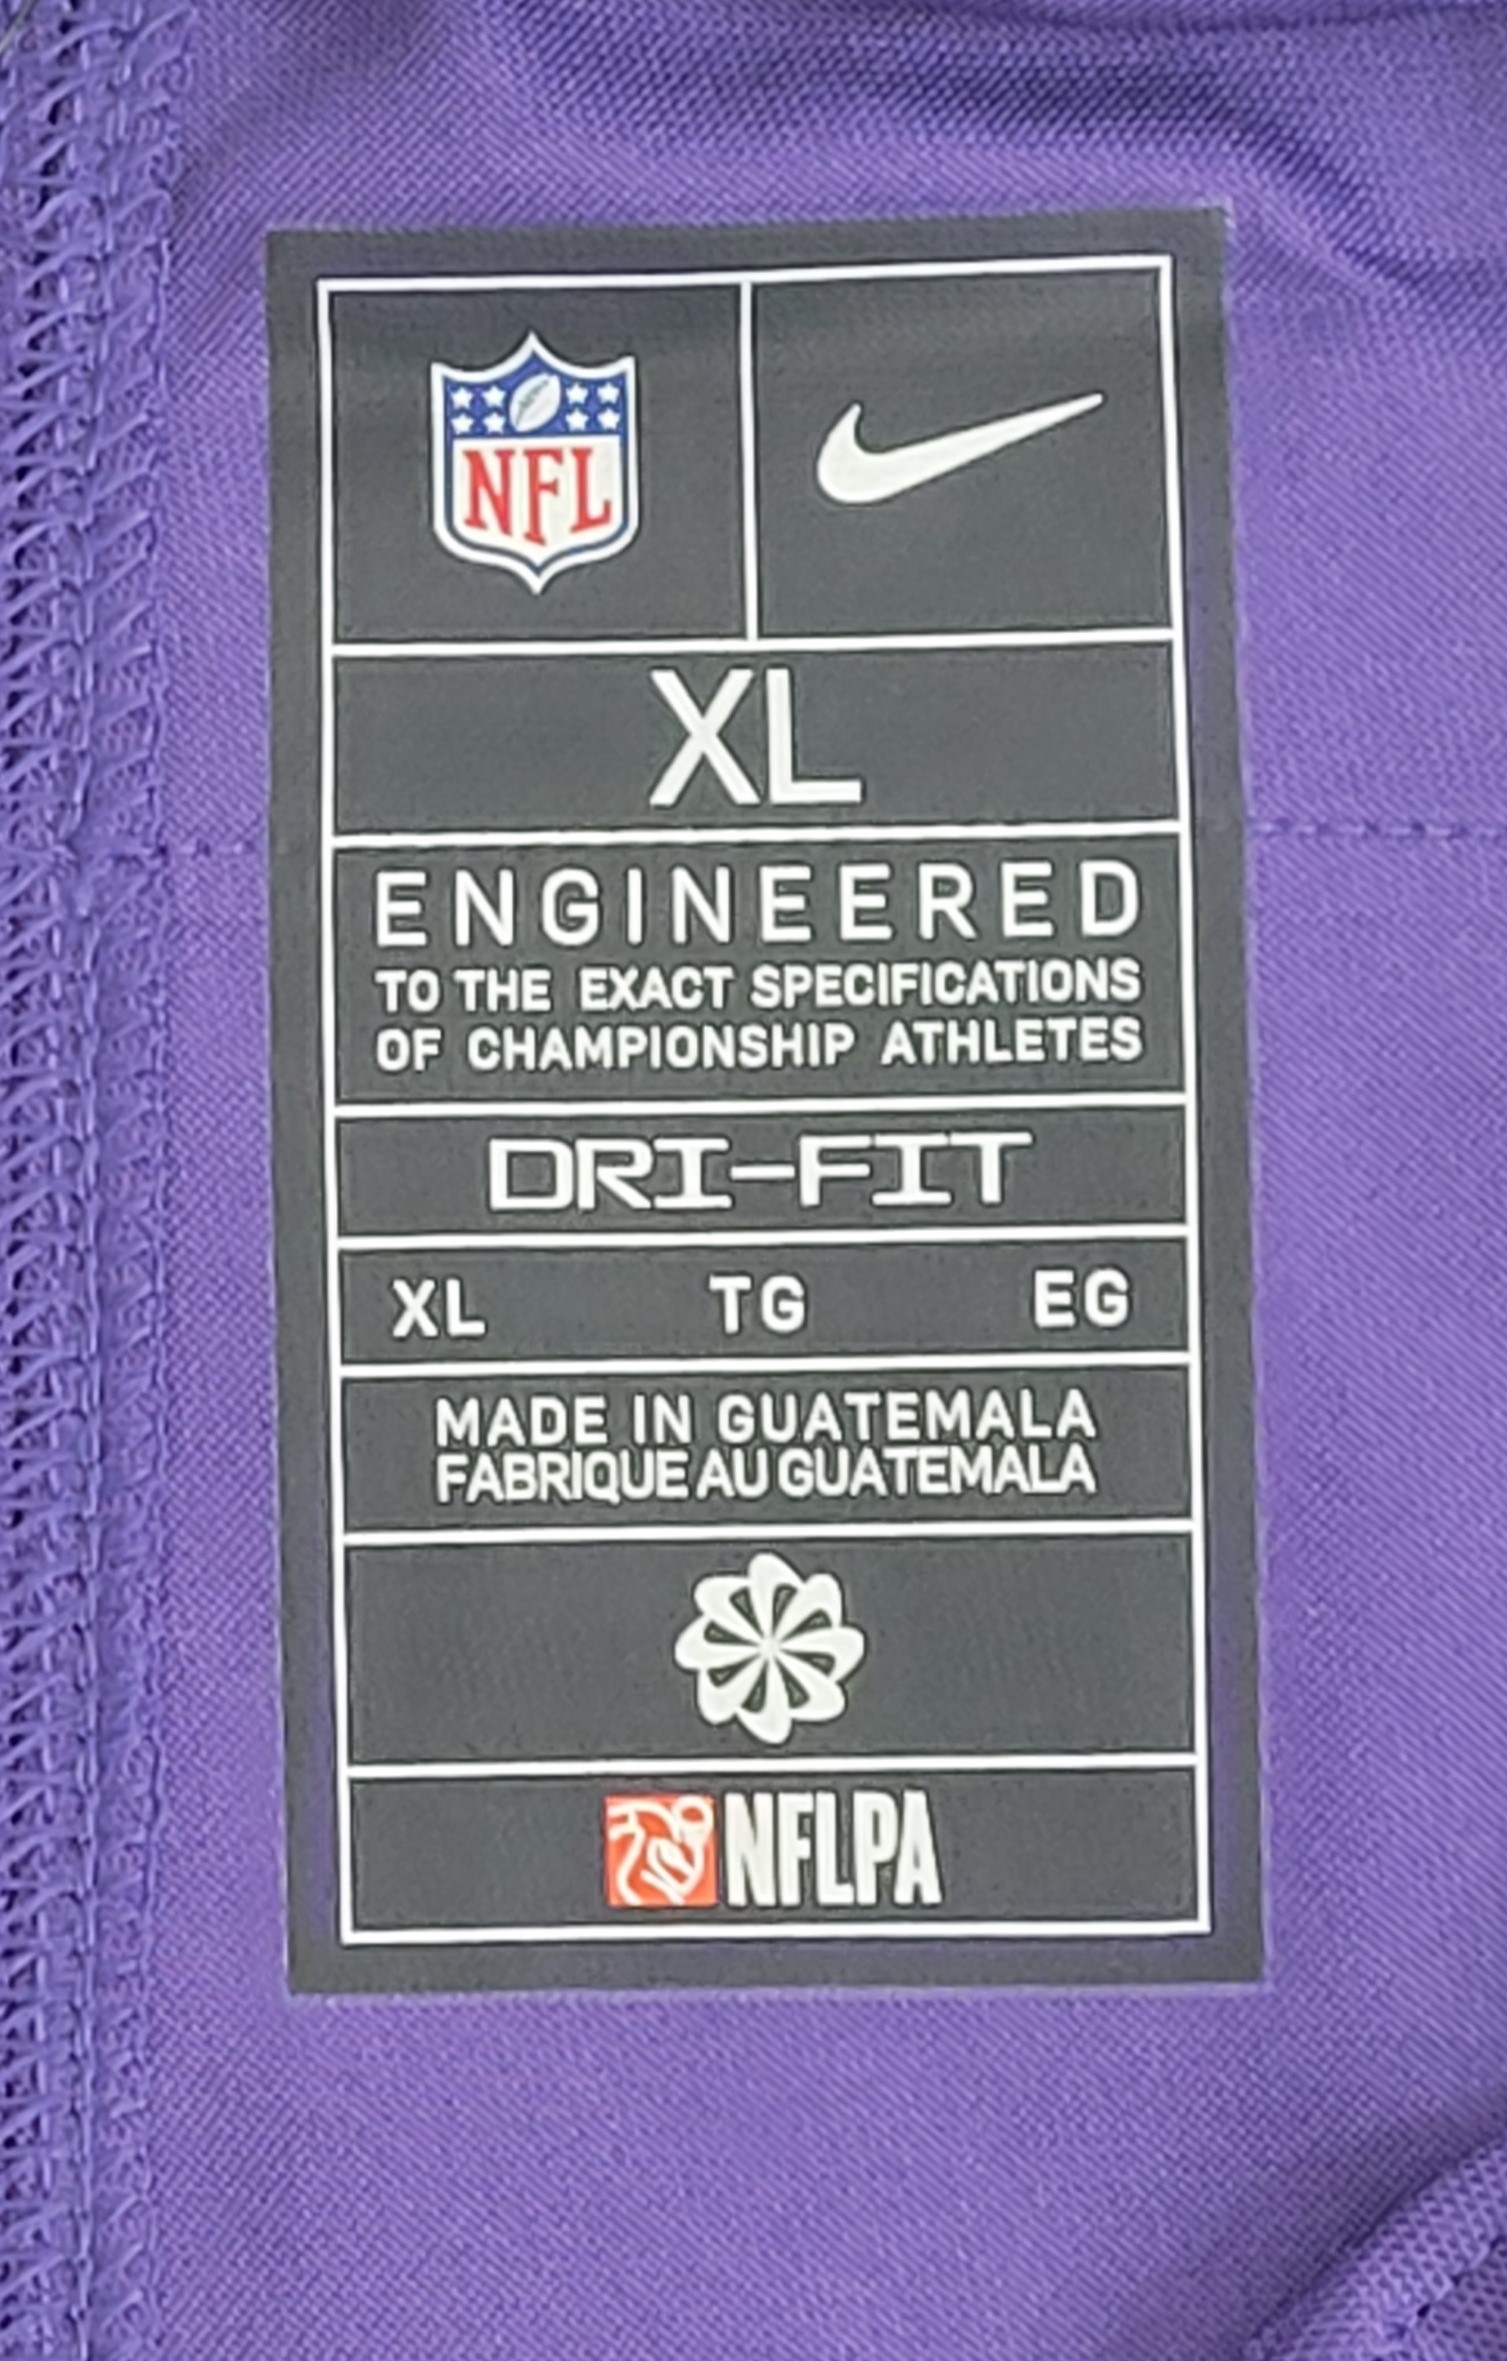 NFL
XL
ENGINEERED
TO THE EXACT SPECIFICATIONS
OF CHAMPIONSHIP ATHLETES
DRI-FIT
XL TG EG
MADE IN GUATEMALA
FABRIQUE AU GUATEMALA
NFLPA